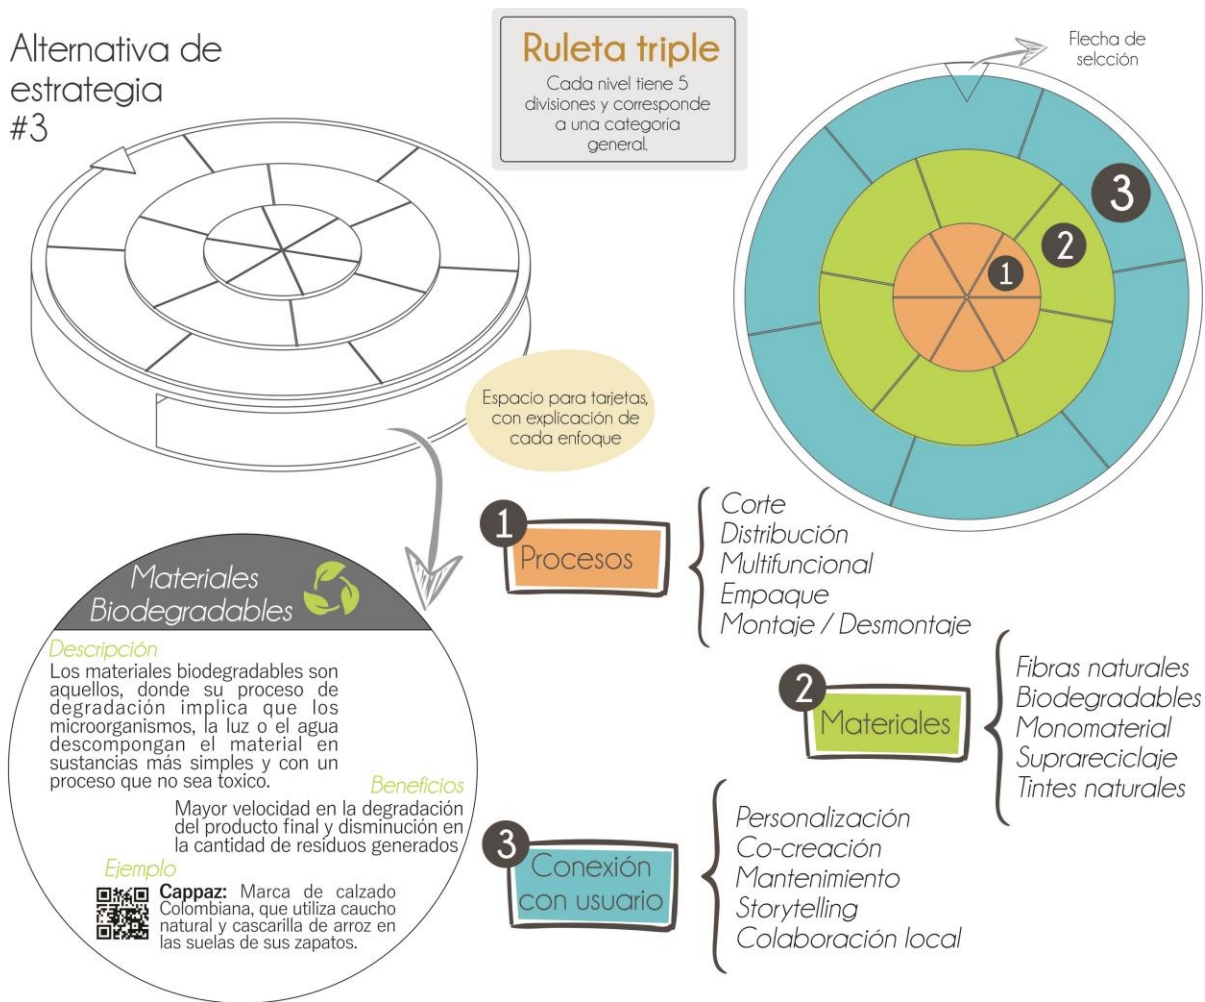 Alternativa de
estrategia
#3
Ruleta triple
Cada nivel tiene 5
divisiones y corresponde
a una categoría
general.
Flecha de
selcción
3
2
1
Espacio para tarjetas,
con explicación de
cada enfoque
1
Procesos
Corte
Distribución
Multifuncional
Empaque
Montaje / Desmontaje
2
Materiales
Fibras naturales
Biodegradables
Monomaterial
Suprareciclaje
Tintes naturales
3
Conexión
con usuario
Personalización
Co-creación
Mantenimiento
Storytelling
Colaboración local
Materiales
Biodegradables
Descripción
Los materiales biodegradables son
aquellos, donde su proceso de
degradación implica que los
microorganismos, la luz o el agua
descompongan el material en
sustancias más simples y con un
proceso que no sea toxico.
Beneficios
Mayor velocidad en la degradación
del producto final y disminución en
la cantidad de residuos generados
Ejemplo
Cappaz: Marca de calzado
Colombiana, que utiliza caucho
natural y cascarilla de arroz en
las suelas de sus zapatos.